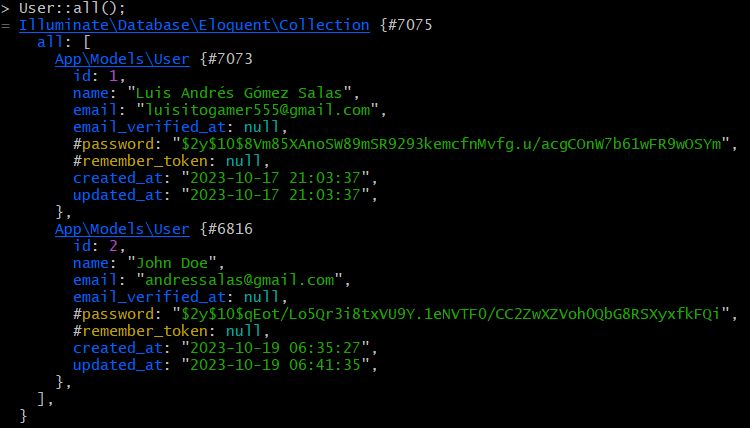 > User::all();
= Illuminate\Database\Eloquent\Collection {#7075
all: [
App\Models\User {#7073
id: 1,
name: "Luis Andrés Gómez Salas",
email: "luisitogamer555@gmail.com",
email_verified_at: null,
#password: "$2y$10$8Vm85XAnoSW89mSR9293kemcfnMvfg.u/acgCOnW7b61wFR9wOSYm",
#remember_token: null,
created_at: "2023-10-17 21:03:37",
updated_at: "2023-10-17 21:03:37",
},
App\Models\User {#6816
id: 2,
name: "John Doe",
email: "andressalas@gmail.com",
email_verified_at: null,
#password: "$2y$10$qEot/Lo5Qr3i8txVU9Y.1eNVTF0/CC2ZwXZVohOQbG8RSXyxfkFQi",
#remember_token: null,
created_at: "2023-10-19 06:35:27",
updated_at: "2023-10-19 06:41:35",
},
],
}